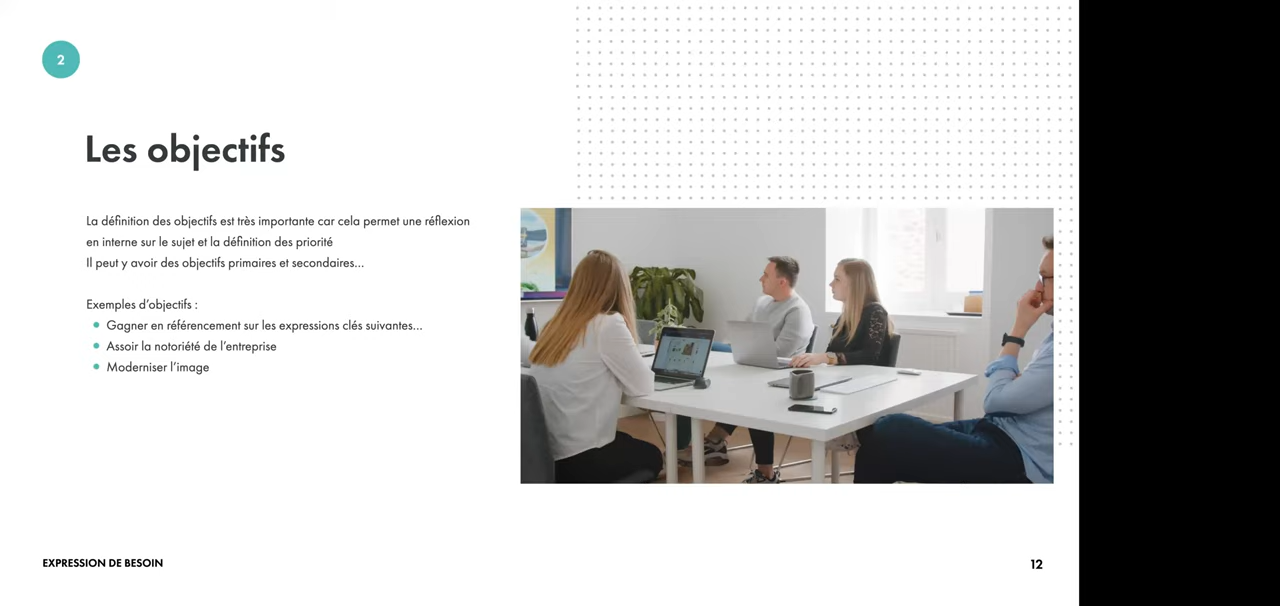 2
Les objectifs
La définition des objectifs est très importante car cela permet une réflexion
en interne sur le sujet et la définition des priorité
Il peut y avoir des objectifs primaires et secondaires...
Exemples d'objectifs :
Gagner en référencement sur les expressions clés suivantes...
Assoir la notoriété de l'entreprise
Moderniser l'image
EXPRESSION DE BESOIN
12